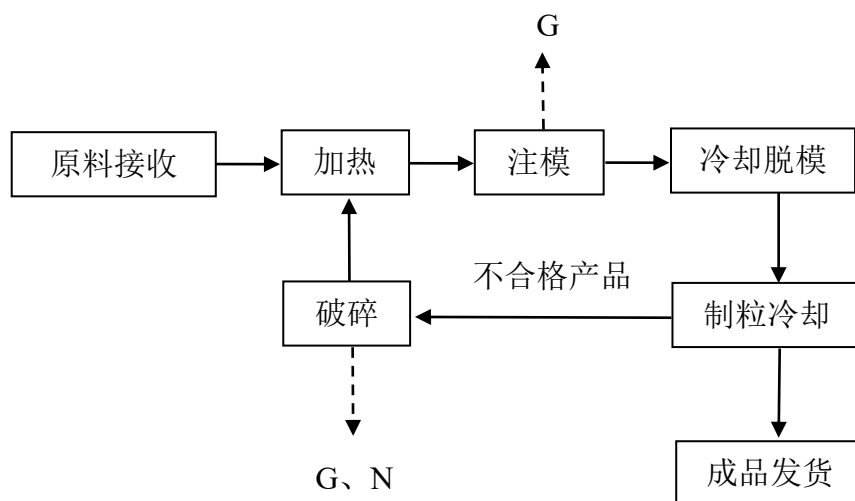 G
原料接收
加热
注模
冷却脱模
不合格产品
破碎
制粒冷却
G、N
成品发货